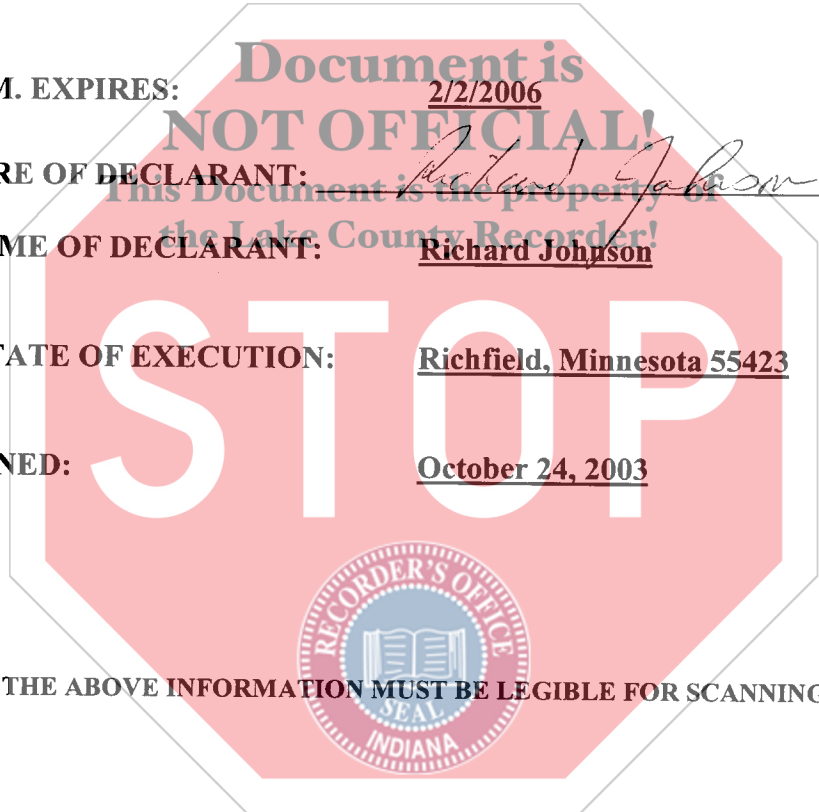 Document is
M. EXPIRES: 2/2/2006
NOT OFFICIAL!
RE OF DECLARANT: Richard Johnson
This Document is the property of
the Lake County Recorder!
ME OF DECLARANT: Richard Johnson
STOP
TATE OF EXECUTION: Richfield, Minnesota 55423
NED: October 24, 2003
RECORDER'S OFFICE
THE ABOVE INFORMATION MUST BE LEGIBLE FOR SCANNING
SEAL
INDIANA